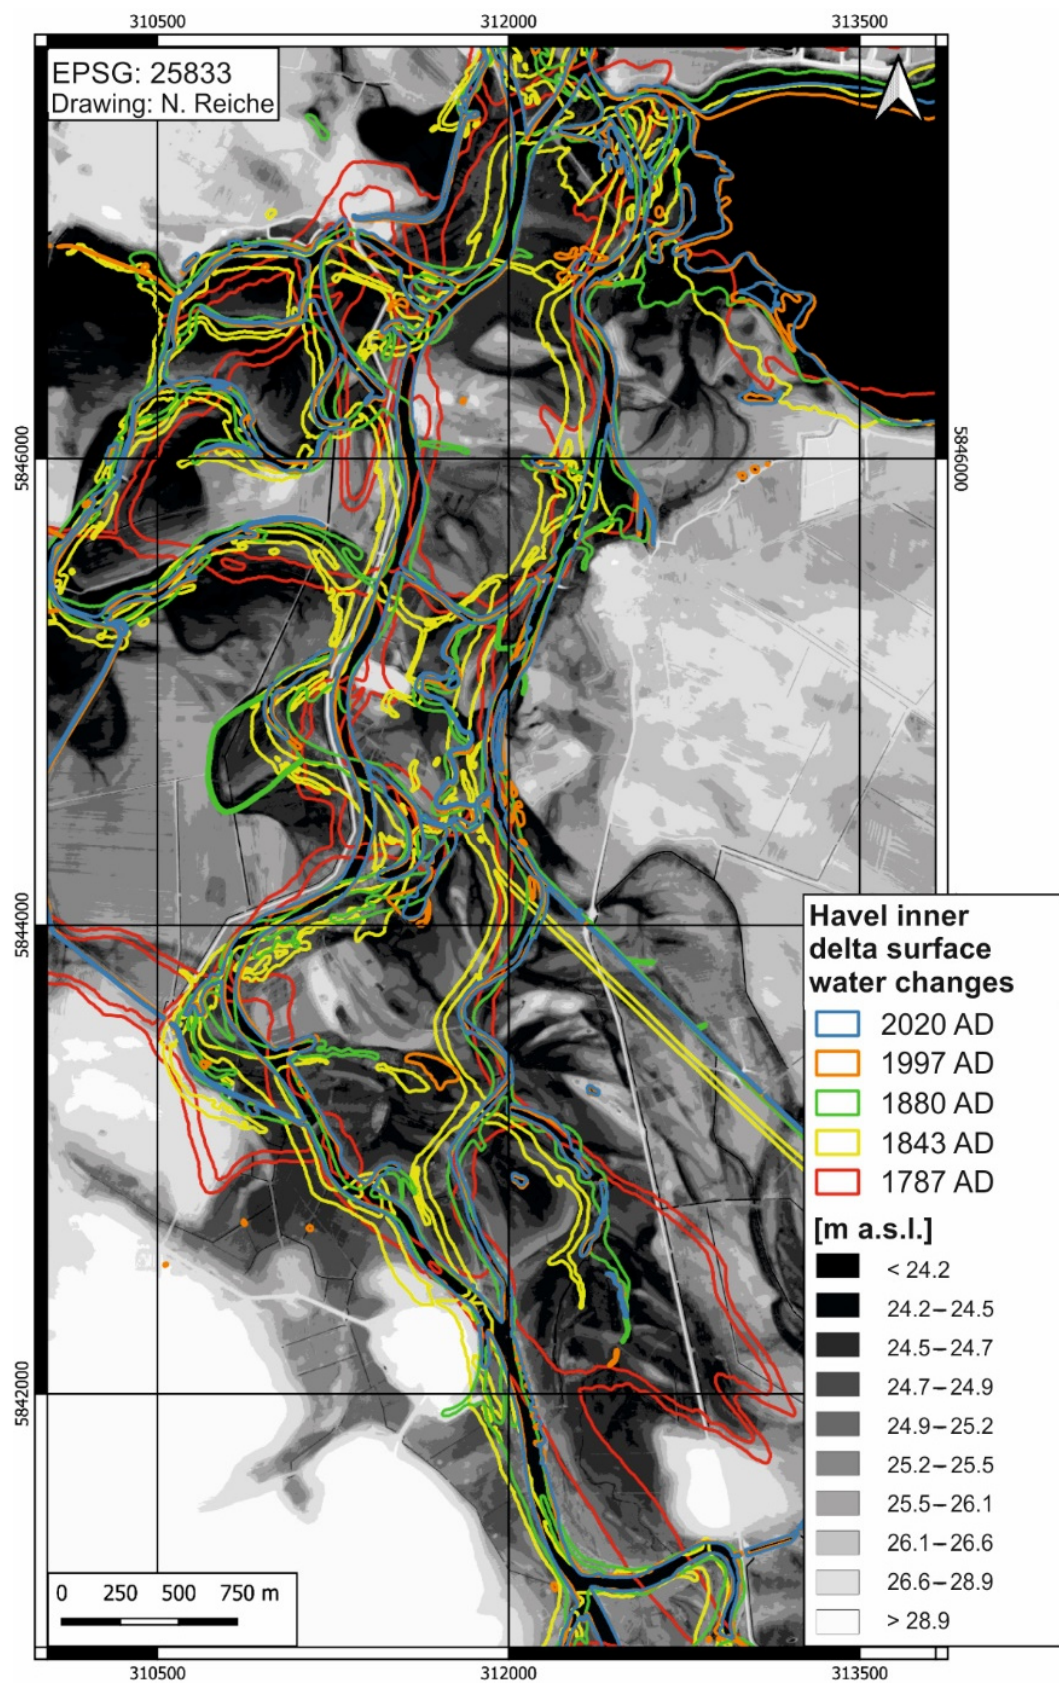 310500 312000 313500
EPSG: 25833
Drawing: N. Reiche
5846000 5846000
5844000
5842000
Havel inner
delta surface
water changes
2020 AD
1997 AD
1880 AD
1843 AD
1787 AD
[m a.s.l.]
< 24.2
24.2–24.5
24.5–24.7
24.7–24.9
24.9–25.2
25.2–25.5
25.5–26.1
26.1–26.6
26.6–28.9
> 28.9
0 250 500 750 m
310500 312000 313500